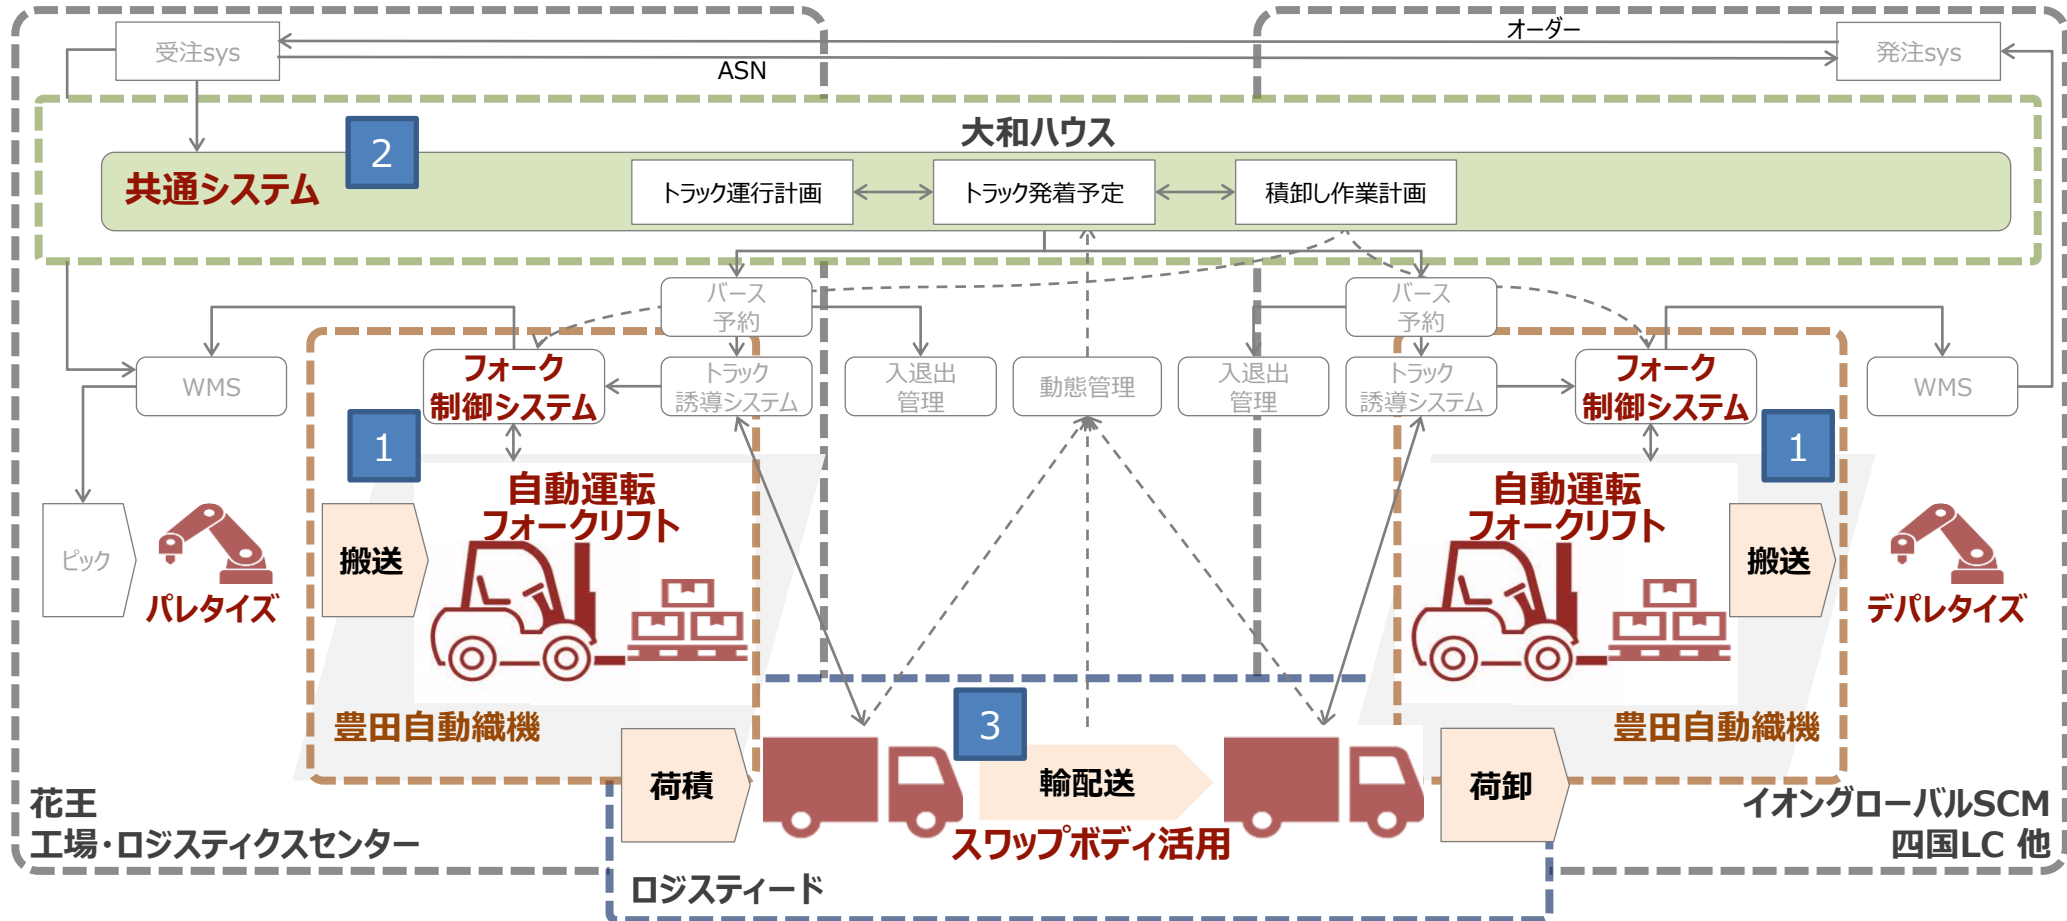 オーダー
受注sys
発注sys
ASN
大和ハウス
2
共通システム
トラック運行計画
トラック発着予定
積卸し作業計画
バース
予約
バース
予約
WMS
フォーク
制御システム
トラック
誘導システム
入退出
管理
動態管理
入退出
管理
トラック
誘導システム
フォーク
制御システム
WMS
1
1
自動運転
フォークリフト
自動運転
フォークリフト
ピック
パレタイズ
搬送
搬送
デパレタイズ
豊田自動織機
豊田自動織機
3
荷積
輸配送
荷卸
スワップボディ活用
花王
工場・ロジスティクスセンター
イオングローバルSCM
四国LC 他
ロジスティード